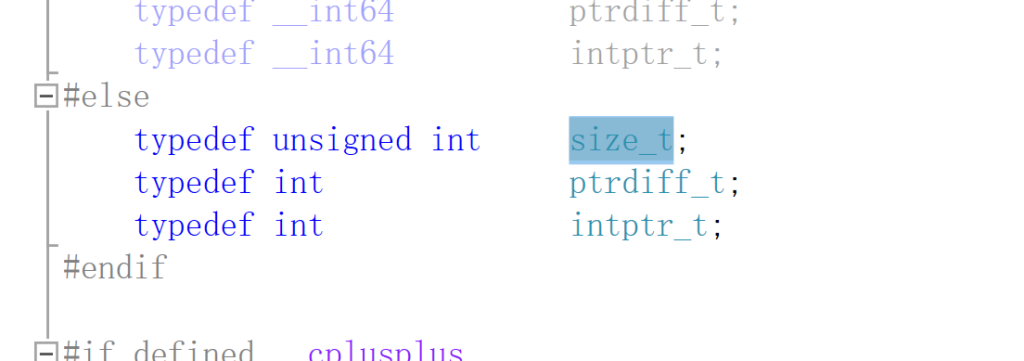 typedef __int64 ptrdiff_t;
typedef __int64 intptr_t;
#else
typedef unsigned int size_t;
typedef int ptrdiff_t;
typedef int intptr_t;
#endif
#if defined __cplusplus